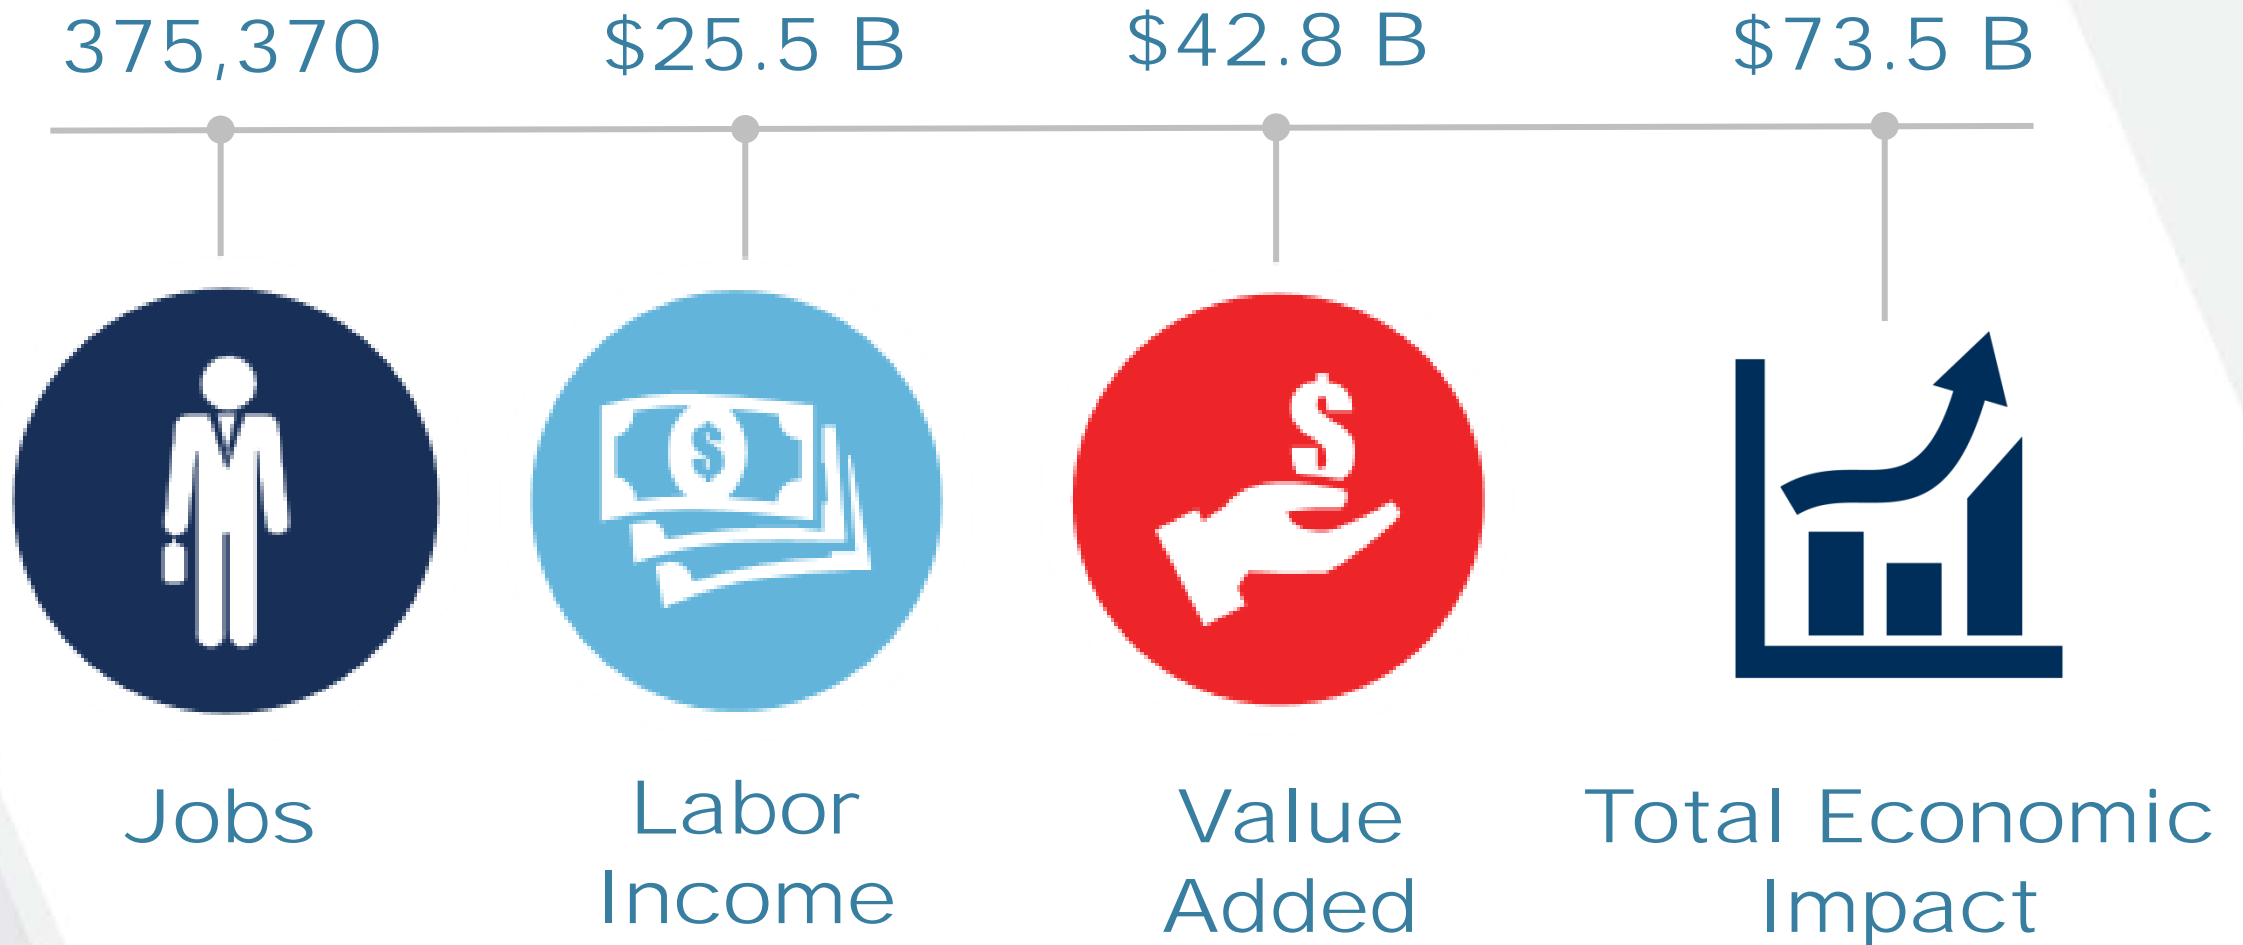 375,370
$25.5 B
$42.8 B
$73.5 B
$
$
Jobs
Labor
Income
Value
Added
Total Economic
Impact